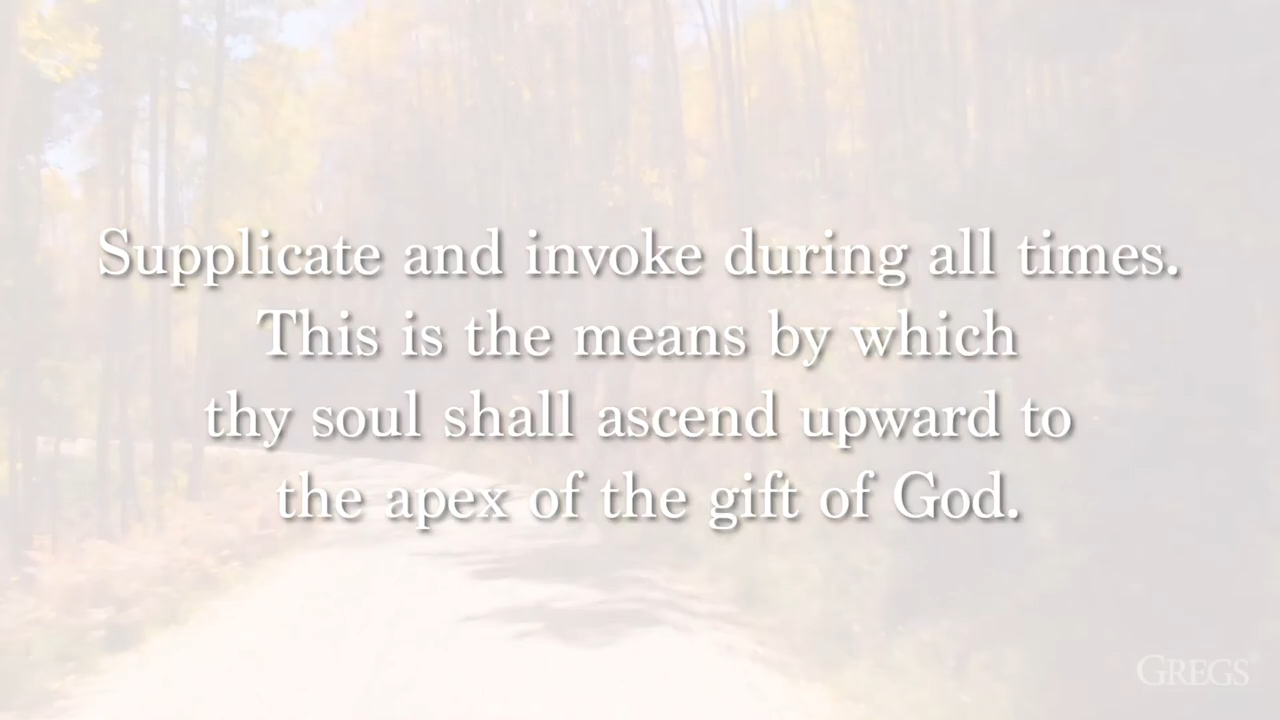 Supplicate and invoke during all times.
This is the means by which
thy soul shall ascend upward to
the apex of the gift of God.
GREGS